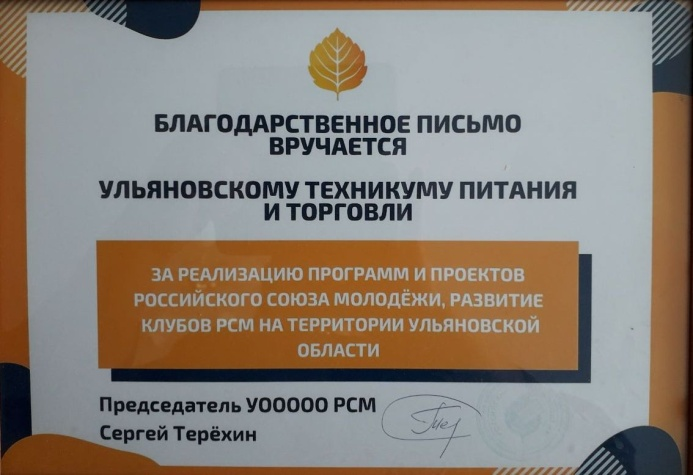 БЛАГОДАРСТВЕННОЕ ПИСЬМО
ВРУЧАЕТСЯ
УЛЬЯНОВСКОМУ ТЕХНИКУМУ ПИТАНИЯ
И ТОРГОВЛИ
ЗА РЕАЛИЗАЦИЮ ПРОГРАММ И ПРОЕКТОВ
РОССИЙСКОГО СОЮЗА МОЛОДЁЖИ, РАЗВИТИЕ
КЛУБОВ РСМ НА ТЕРРИТОРИИ УЛЬЯНОВСКОЙ
ОБЛАСТИ
Председатель УОООOО РСМ
Сергей Терёхин